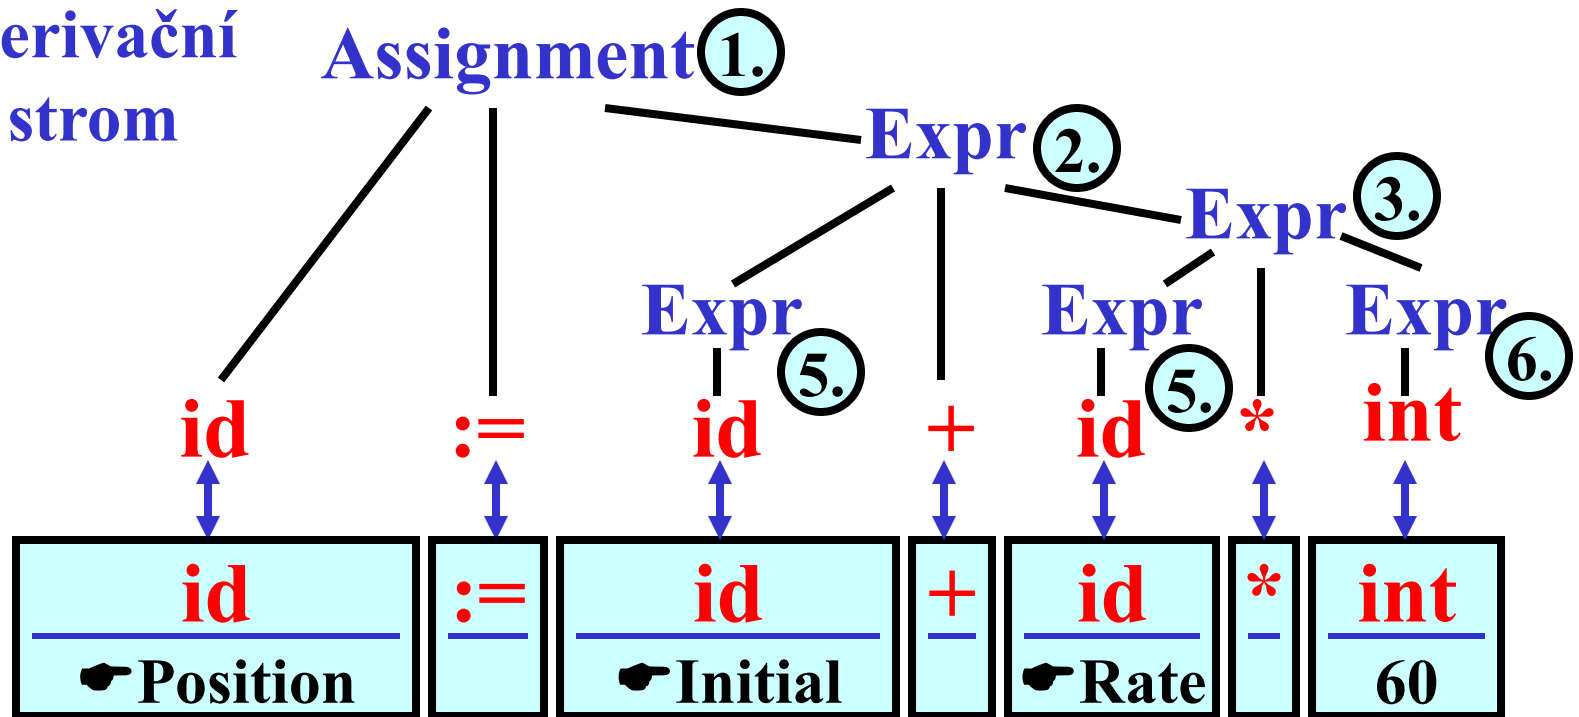 erivační
strom
Assignment 1.
Expr 2.
Expr 3.
Expr 5.
Expr 5.
Expr 6.
id := id + id * int
id := id + id * int
☛Position ☛Initial ☛Rate 60